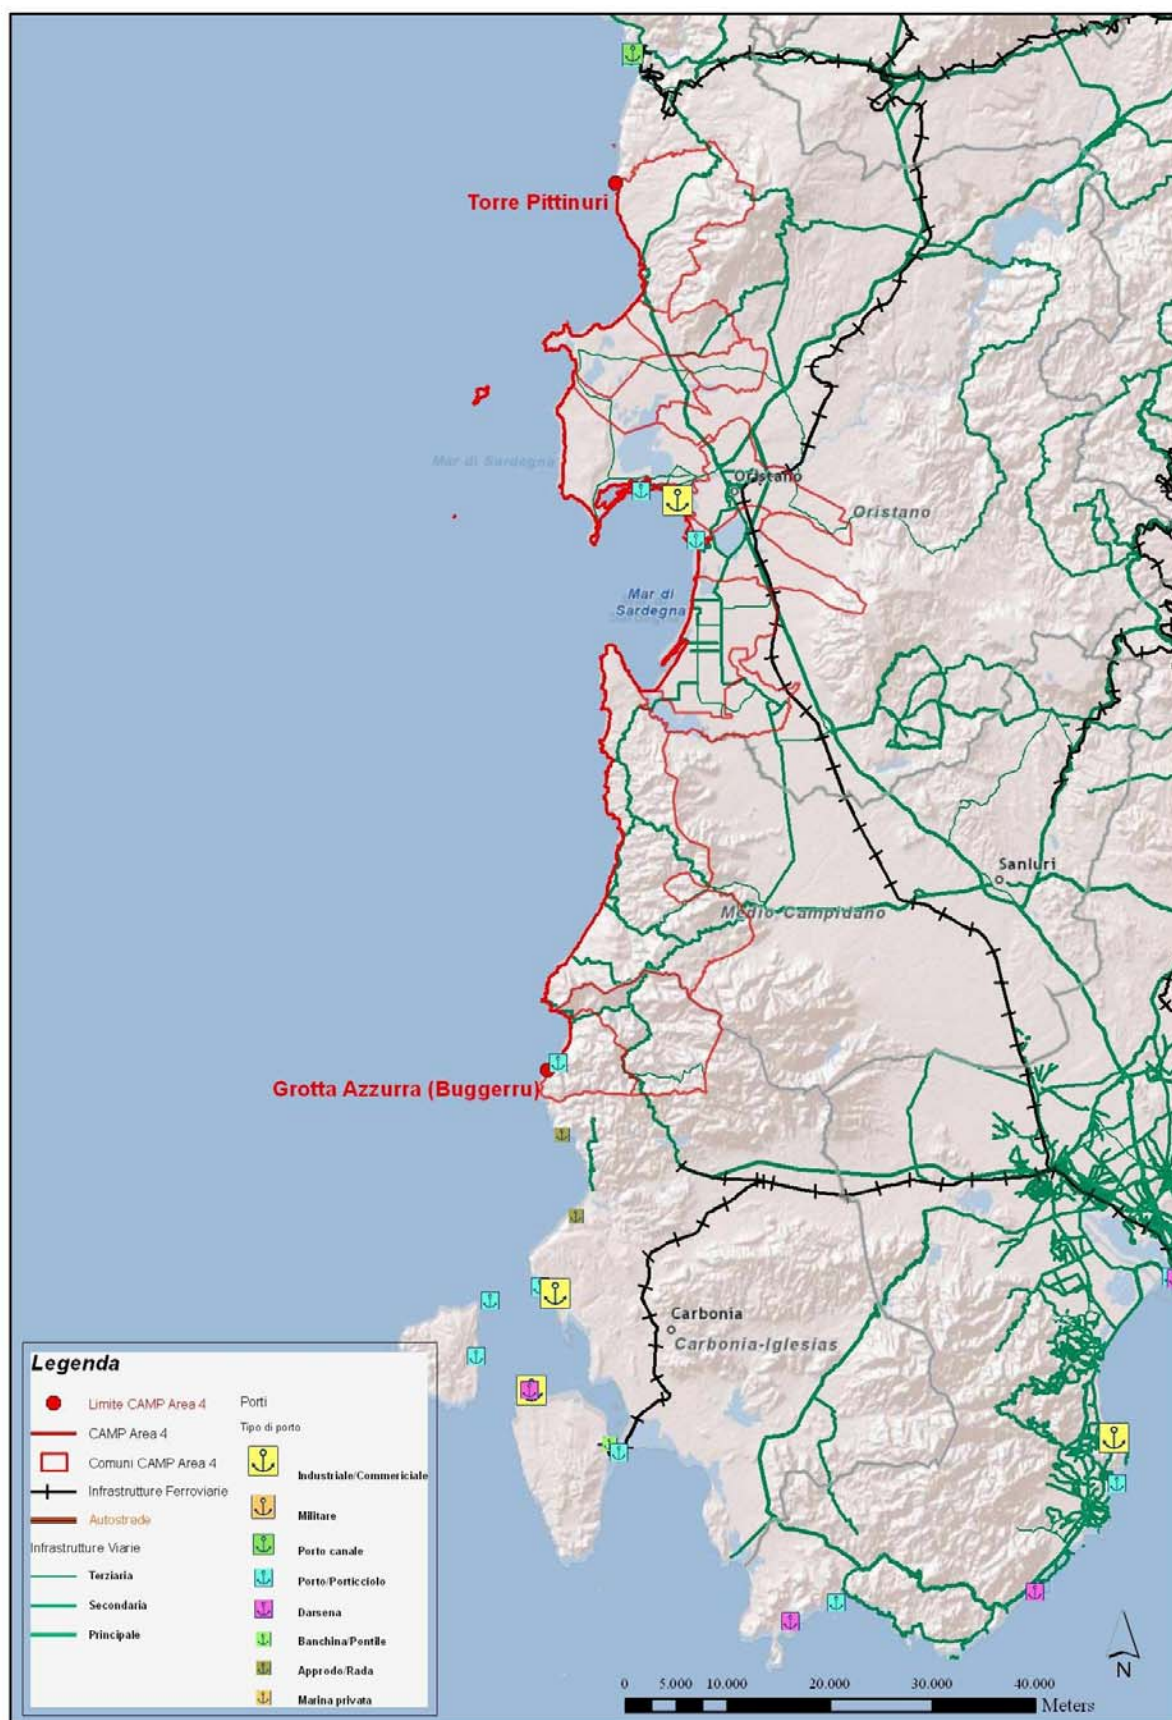 Torre Pittinuri
Mar di Sardegna
Oristano
Oristano
Mar di
Sardegna
Sanluri
Medio Campidano
Grotta Azzurra (Buggerru)
Carbonia
Carbonia-Iglesias
Legenda
Limite CAMP Area 4
CAMP Area 4
Comuni CAMP Area 4
Infrastrutture Ferroviarie
Autostrade
Infrastrutture Viarie
Terziaria
Secondaria
Principale
Porti
Tipo di porto
Industriale/Commericiale
Militare
Porto canale
Porto/Porticciolo
Darsena
Banchina/Pontile
Approdo/Rada
Marina privata
N
0 5.000 10.000 20.000 30.000 40.000
Meters